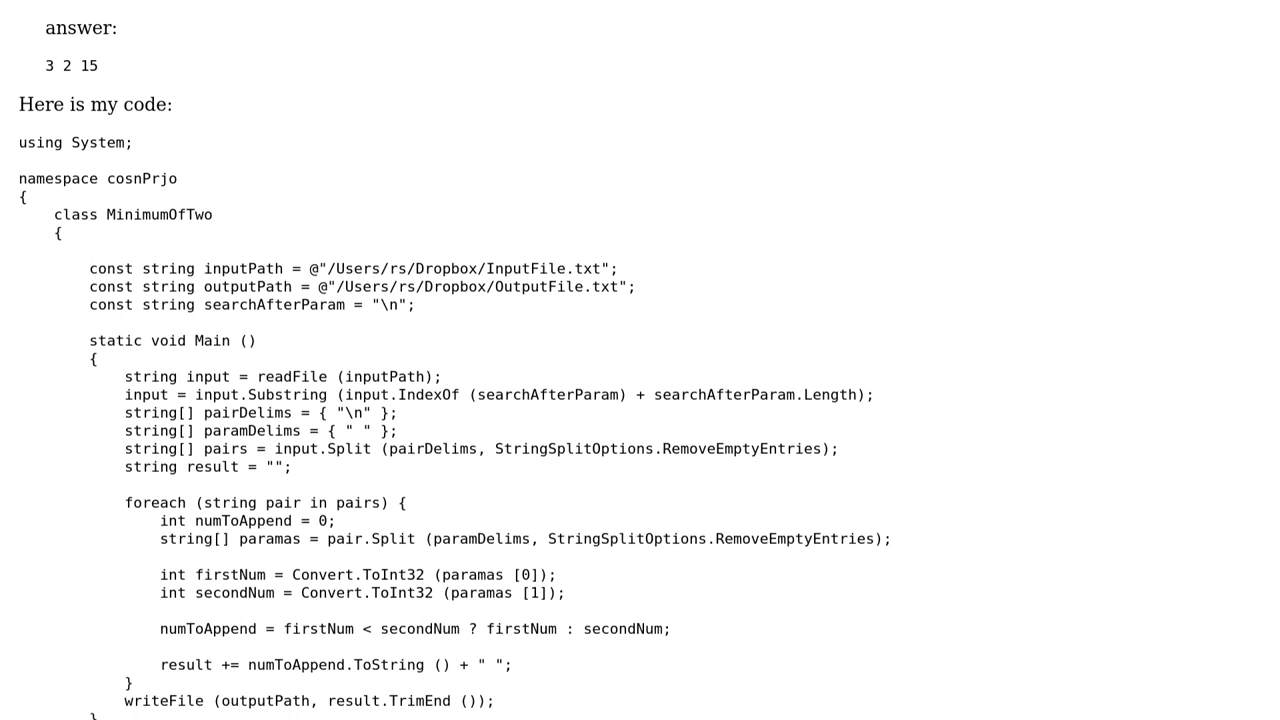 answer:
3 2 15
Here is my code:
using System;
namespace cosnPrjo
{
    class MinimumOfTwo
    {
        const string inputPath = @"/Users/rs/Dropbox/InputFile.txt";
        const string outputPath = @"/Users/rs/Dropbox/OutputFile.txt";
        const string searchAfterParam = "\n";
        static void Main ()
        {
            string input = readFile (inputPath);
            input = input.Substring (input.IndexOf (searchAfterParam) + searchAfterParam.Length);
            string[] pairDelims = { "\n" };
            string[] paramDelims = { " " };
            string[] pairs = input.Split (pairDelims, StringSplitOptions.RemoveEmptyEntries);
            string result = "";
            foreach (string pair in pairs) {
                int numToAppend = 0;
                string[] paramas = pair.Split (paramDelims, StringSplitOptions.RemoveEmptyEntries);
                int firstNum = Convert.ToInt32 (paramas [0]);
                int secondNum = Convert.ToInt32 (paramas [1]);
                numToAppend = firstNum < secondNum ? firstNum : secondNum;
                result += numToAppend.ToString () + " ";
            }
            writeFile (outputPath, result.TrimEnd ());
        }